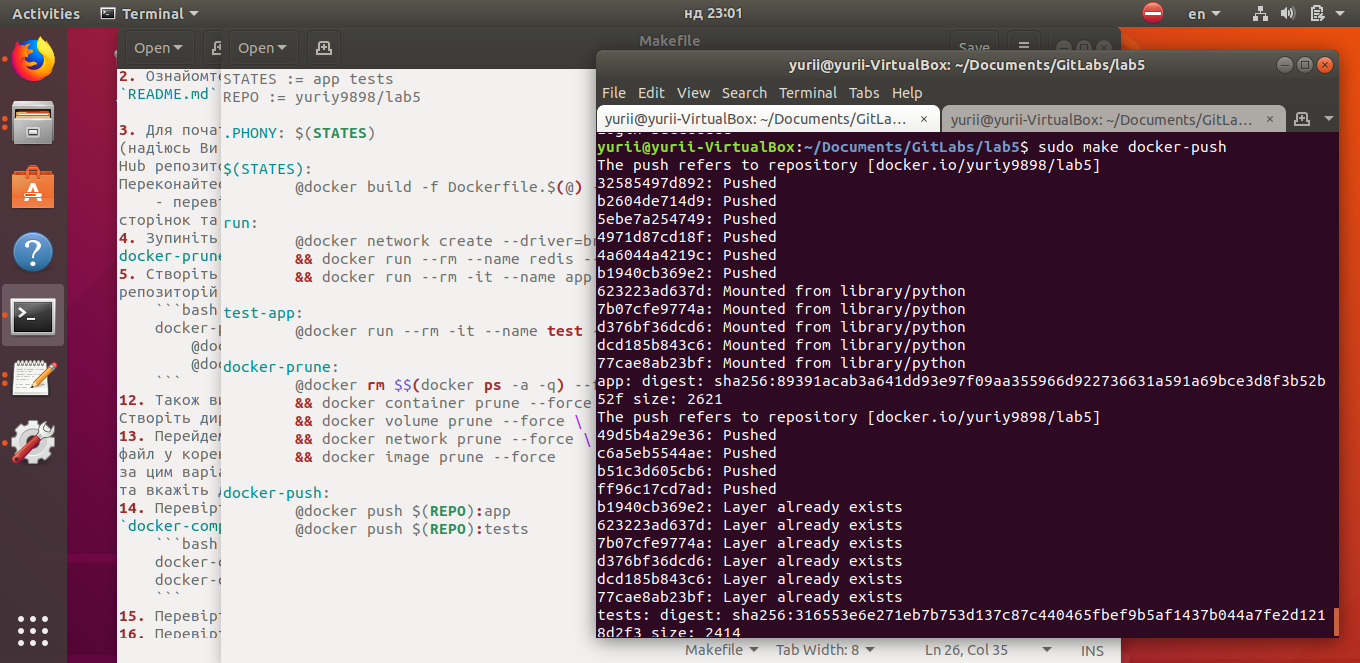 Activities
Terminal
нд 23:01
en
Open
Open
Makefile
Save
2. Ознайомте
`README.md`
3. Для почат
(надіюсь Ви
Hub репозито
Переконайтес
- перев
сторінок та
4. Зупиніть
docker-prune
5. Створіть
репозиторій
```bash
docker-p
@doc
@doc
```
12. Також ви
Створіть дир
13. Перейдем
файл у корен
за цим варіа
та вкажіть
14. Перевірт
`docker-comp
```bash
docker-c
docker-c
```
15. Перевірт
16. Перевірт
STATES := app tests
REPO := yuriy9898/lab5
.PHONY: $(STATES)
$(STATES):
@docker build -f Dockerfile.$(@)
run:
@docker network create --driver=br
&& docker run --rm --name redis --
&& docker run --rm -it --name app
test-app:
@docker run --rm -it --name test
docker-prune:
@docker rm $$(docker ps -a -q) --f
&& docker container prune --force
&& docker volume prune --force \
&& docker network prune --force \
&& docker image prune --force
docker-push:
@docker push $(REPO):app
@docker push $(REPO):tests
Makefile
Tab Width: 8
Ln 26, Col 35
INS
yurii@yurii-VirtualBox: ~/Documents/GitLabs/lab5
File Edit View Search Terminal Tabs Help
yurii@yurii-VirtualBox: ~/Documents/GitLa... ×
yurii@yurii-VirtualBox: ~/Documents/GitLa... ×
yurii@yurii-VirtualBox:~/Documents/GitLabs/lab5$ sudo make docker-push
The push refers to repository [docker.io/yuriy9898/lab5]
32585497d892: Pushed
b2604de714d9: Pushed
5ebe7a254749: Pushed
4971d87cd18f: Pushed
4a6044a4219c: Pushed
b1940cb369e2: Pushed
623223ad637d: Mounted from library/python
7b07cfe9774a: Mounted from library/python
d376bf36dcd6: Mounted from library/python
dcd185b843c6: Mounted from library/python
77cae8ab23bf: Mounted from library/python
app: digest: sha256:89391acab3a641dd93e97f09aa355966d922736631a591a69bce3d8f3b52b
52f size: 2621
The push refers to repository [docker.io/yuriy9898/lab5]
49d5b4a29e36: Pushed
c6a5eb5544ae: Pushed
b51c3d605cb6: Pushed
ff96c17cd7ad: Pushed
b1940cb369e2: Layer already exists
623223ad637d: Layer already exists
7b07cfe9774a: Layer already exists
d376bf36dcd6: Layer already exists
dcd185b843c6: Layer already exists
77cae8ab23bf: Layer already exists
tests: digest: sha256:316553e6e271eb7b753d137c87c440465fbef9b5af1437b044a7fe2d121
8d2f3 size: 2414